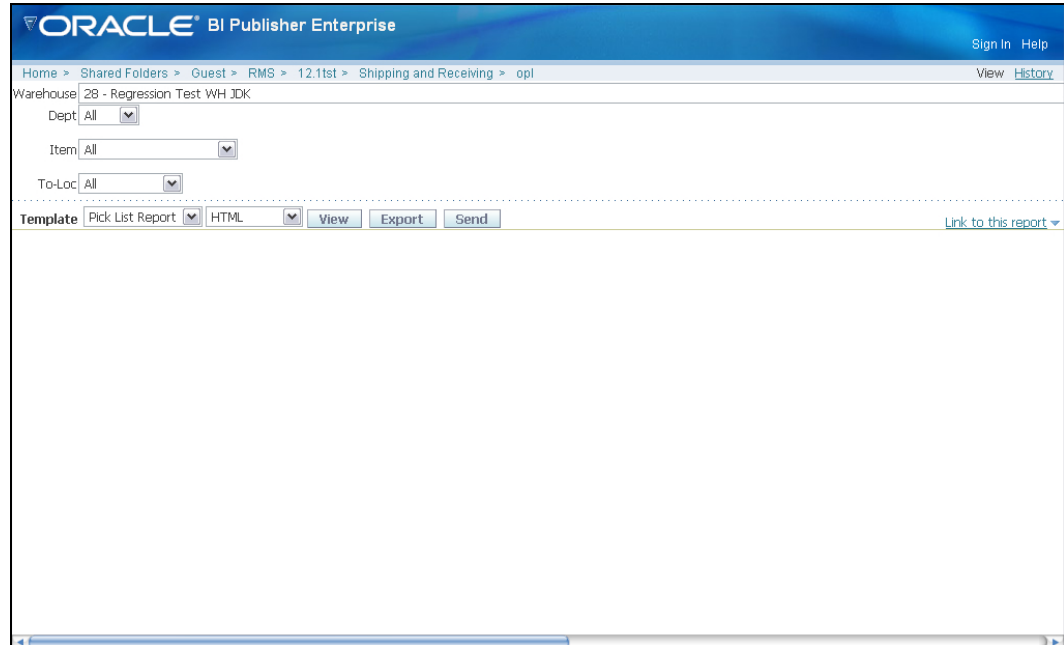 ORACLE® BI Publisher Enterprise
Sign In Help
Home > Shared Folders > Guest > RMS > 12.1tst > Shipping and Receiving > opl
View History
Warehouse 28 - Regression Test WH JDK
Dept All
Item All
To-Loc All
Template Pick List Report HTML View Export Send
Link to this report